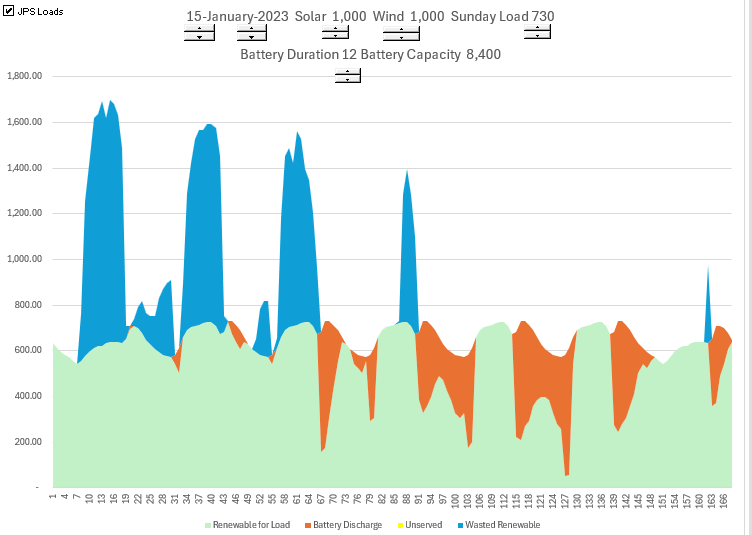 JPS Loads
15-January-2023 Solar 1,000 Wind 1,000 Sunday Load 730
Battery Duration 12 Battery Capacity 8,400
1,800.00
1,600.00
1,400.00
1,200.00
1,000.00
800.00
600.00
400.00
200.00
-
1 4 7 10 13 16 19 22 25 28 31 34 37 40 43 46 49 52 55 58 61 64 67 70 73 76 79 82 85 88 91 94 97 100 103 106 109 112 115 118 121 124 127 130 133 136 139 142 145 148 151 154 157 160 163 166
Renewable for Load Battery Discharge Unserved Wasted Renewable